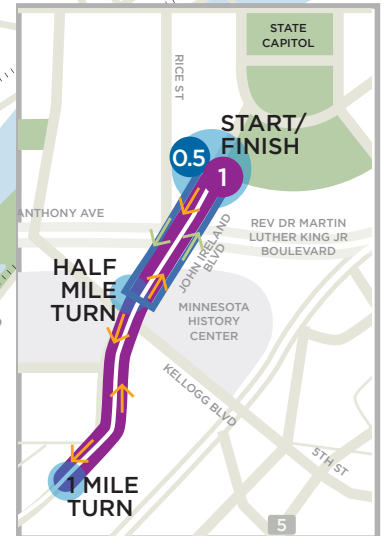 STATE
CAPITOL
RICE ST
START/
FINISH
0.5
1
ANTHONY AVE
REV DR MARTIN
LUTHER KING JR
BOULEVARD
JOHN IRELAND
BLVD
HALF
MILE
TURN
MINNESOTA
HISTORY
CENTER
KELLOGG BLVD
5TH ST
1 MILE
TURN
5